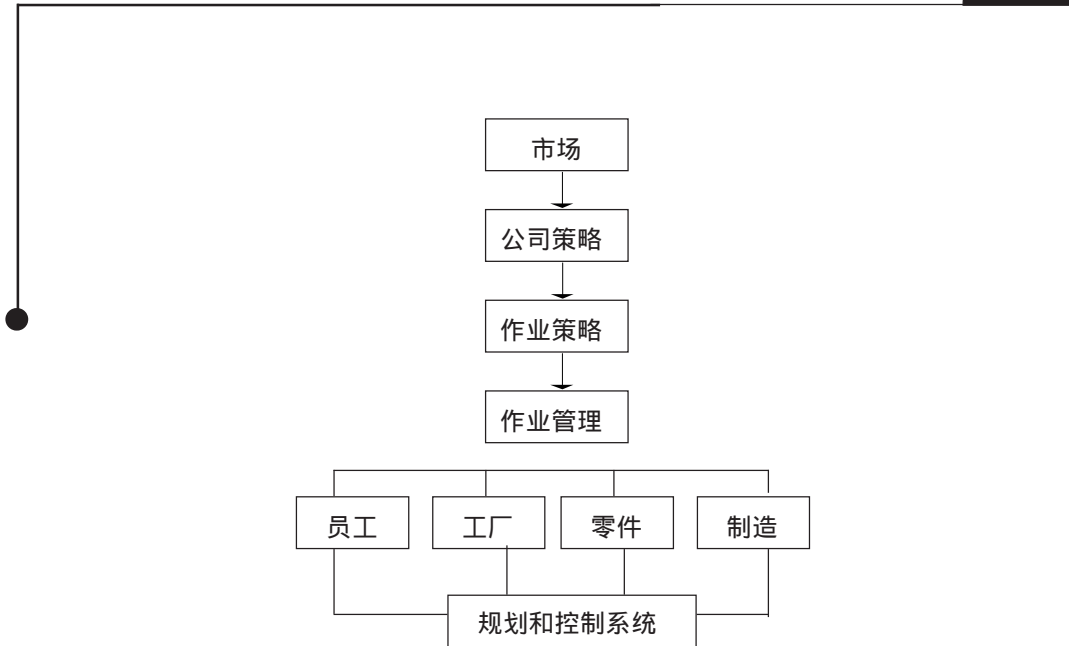 市场
公司策略
作业策略
作业管理
员工 工厂 零件 制造
规划和控制系统